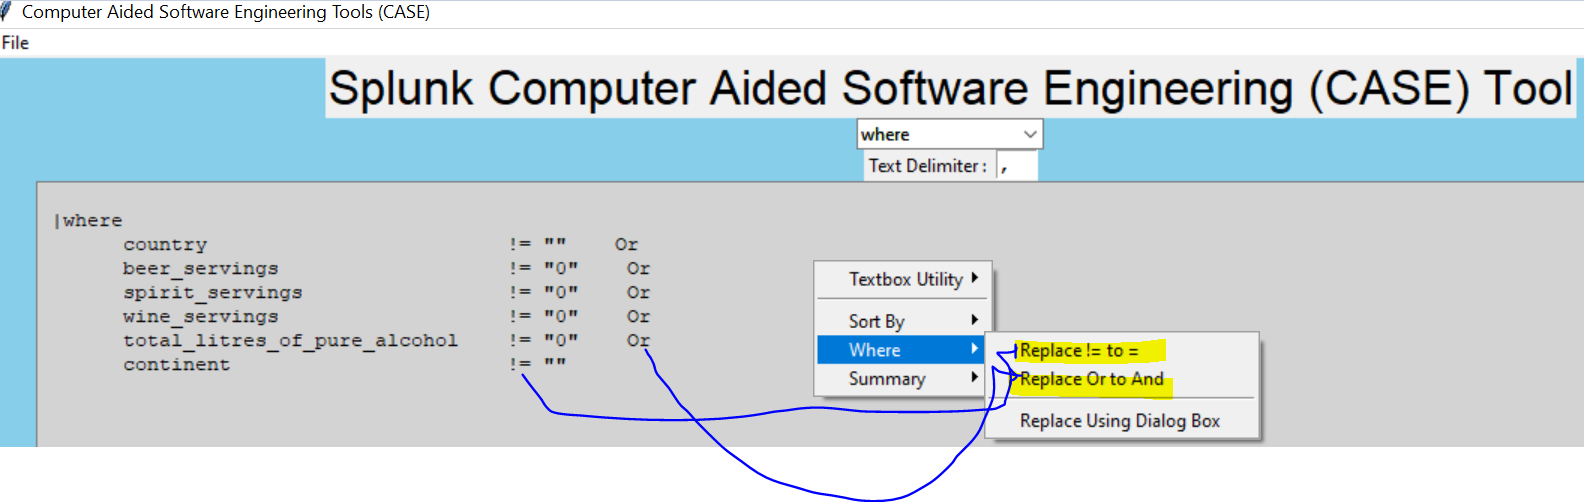 Computer Aided Software Engineering Tools (CASE)
File
Splunk Computer Aided Software Engineering (CASE) Tool
where
Text Delimiter : ,
|where
country != "" Or
beer_servings != "0" Or
spirit_servings != "0" Or
wine_servings != "0" Or
total_litres_of_pure_alcohol != "0" Or
continent != ""
Textbox Utility
Sort By
Where
Summary
Replace != to =
Replace Or to And
Replace Using Dialog Box